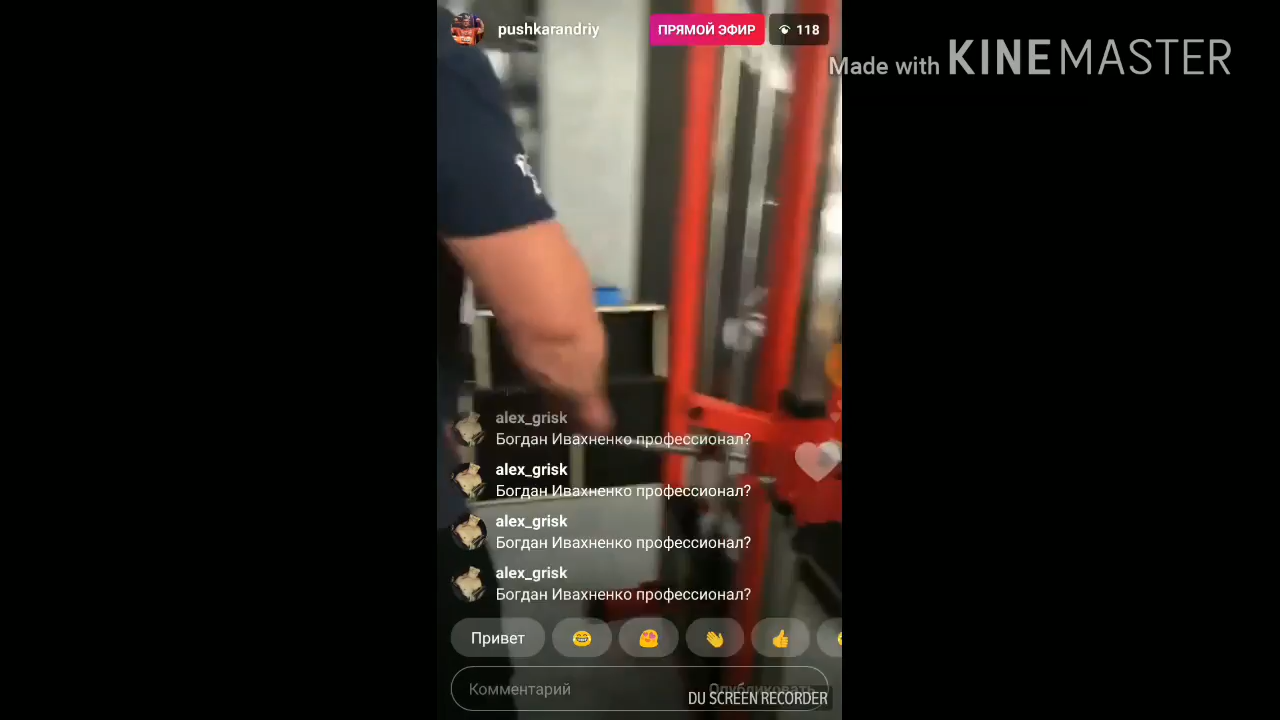 pushkarandriy
ПРЯМОЙ ЭФИР
118
Made with KINEMASTER
alex_grisk
Богдан Ивахненко профессионал?
alex_grisk
Богдан Ивахненко профессионал?
alex_grisk
Богдан Ивахненко профессионал?
alex_grisk
Богдан Ивахненко профессионал?
Привет
Комментарий
Опубликовать
DU SCREEN RECORDER